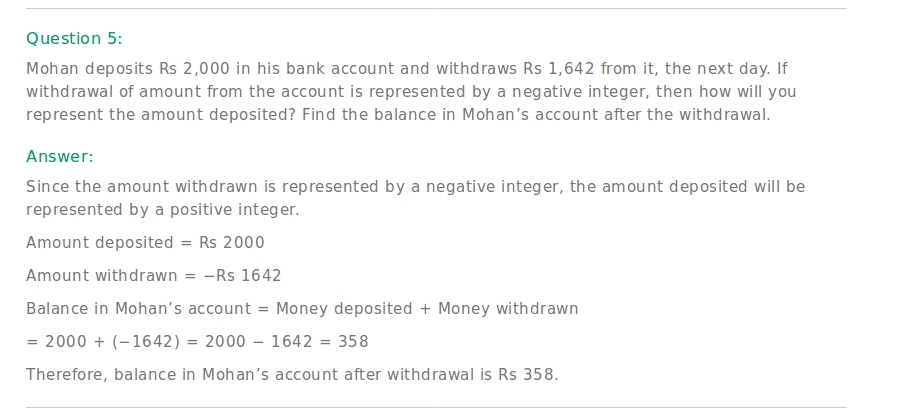 Question 5:
Mohan deposits Rs 2,000 in his bank account and withdraws Rs 1,642 from it, the next day. If
withdrawal of amount from the account is represented by a negative integer, then how will you
represent the amount deposited? Find the balance in Mohan’s account after the withdrawal.
Answer:
Since the amount withdrawn is represented by a negative integer, the amount deposited will be
represented by a positive integer.
Amount deposited = Rs 2000
Amount withdrawn = −Rs 1642
Balance in Mohan’s account = Money deposited + Money withdrawn
= 2000 + (−1642) = 2000 − 1642 = 358
Therefore, balance in Mohan’s account after withdrawal is Rs 358.